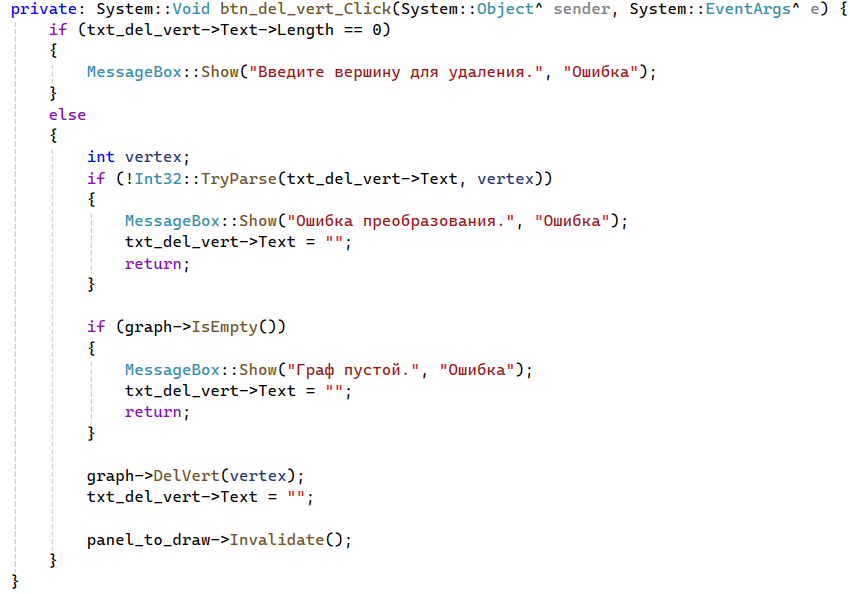 private: System::Void btn_del_vert_Click(System::Object^ sender, System::EventArgs^ e) {
    if (txt_del_vert->Text->Length == 0)
    {
        MessageBox::Show("Введите вершину для удаления.", "Ошибка");
    }
    else
    {
        int vertex;
        if (!Int32::TryParse(txt_del_vert->Text, vertex))
        {
            MessageBox::Show("Ошибка преобразования.", "Ошибка");
            txt_del_vert->Text = "";
            return;
        }

        if (graph->IsEmpty())
        {
            MessageBox::Show("Граф пустой.", "Ошибка");
            txt_del_vert->Text = "";
            return;
        }

        graph->DelVert(vertex);
        txt_del_vert->Text = "";

        panel_to_draw->Invalidate();
    }
}